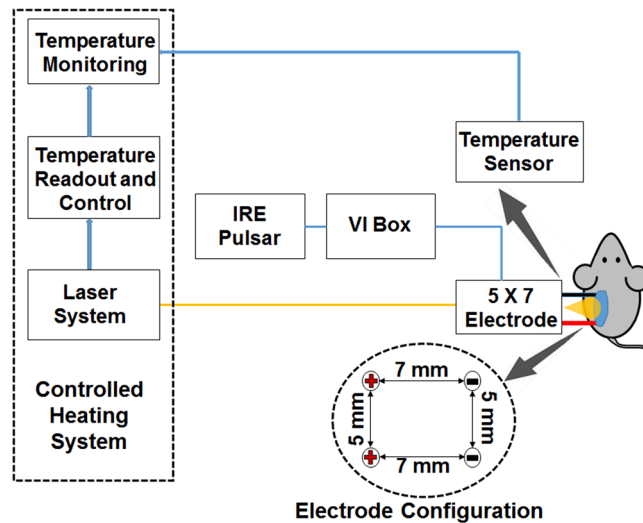 Temperature
Monitoring
Temperature
Sensor
Temperature
Readout and
Control
IRE
Pulsar
VI Box
Laser
System
5 X 7
Electrode
Controlled
Heating
System
7 mm
5 mm
5 mm
7 mm
Electrode Configuration